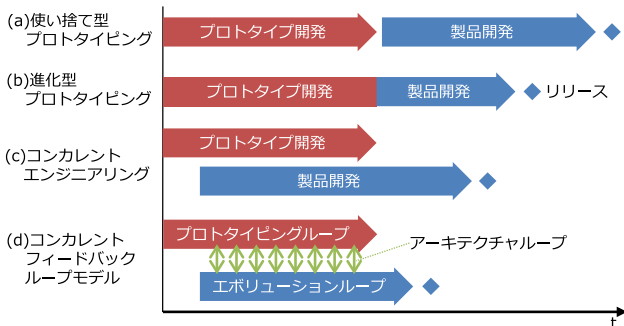 (a)使い捨て型
プロトタイピング
プロトタイプ開発
製品開発
(b)進化型
プロトタイピング
プロトタイプ開発
製品開発
リリース
(c)コンカレント
エンジニアリング
プロトタイプ開発
製品開発
(d)コンカレント
フィードバック
ループモデル
プロトタイピングループ
アーキテクチャループ
エボリューションループ
t